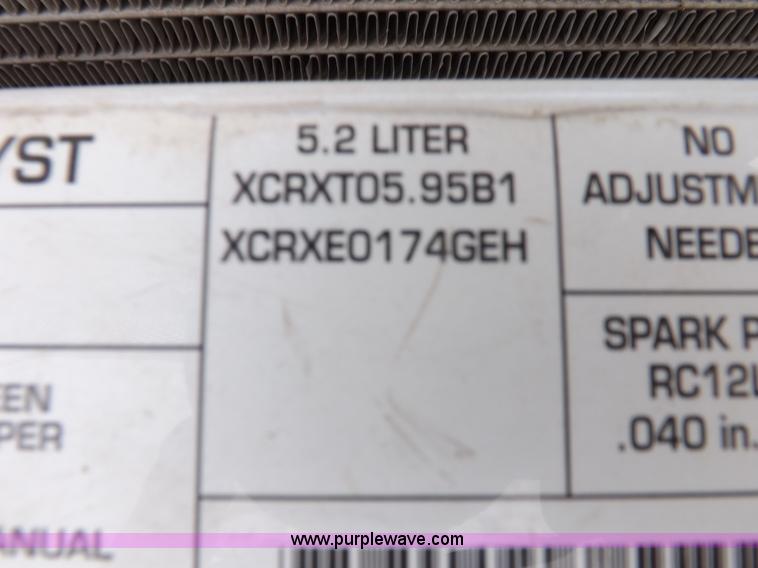 YST
5.2 LITER
XCRXT05.95B1
XCRXE0174GEH
NO
ADJUSTM
NEEDE
SPARK P
RC12L
.040 in.
EEN
PER
ANUAL
www.purplewave.com